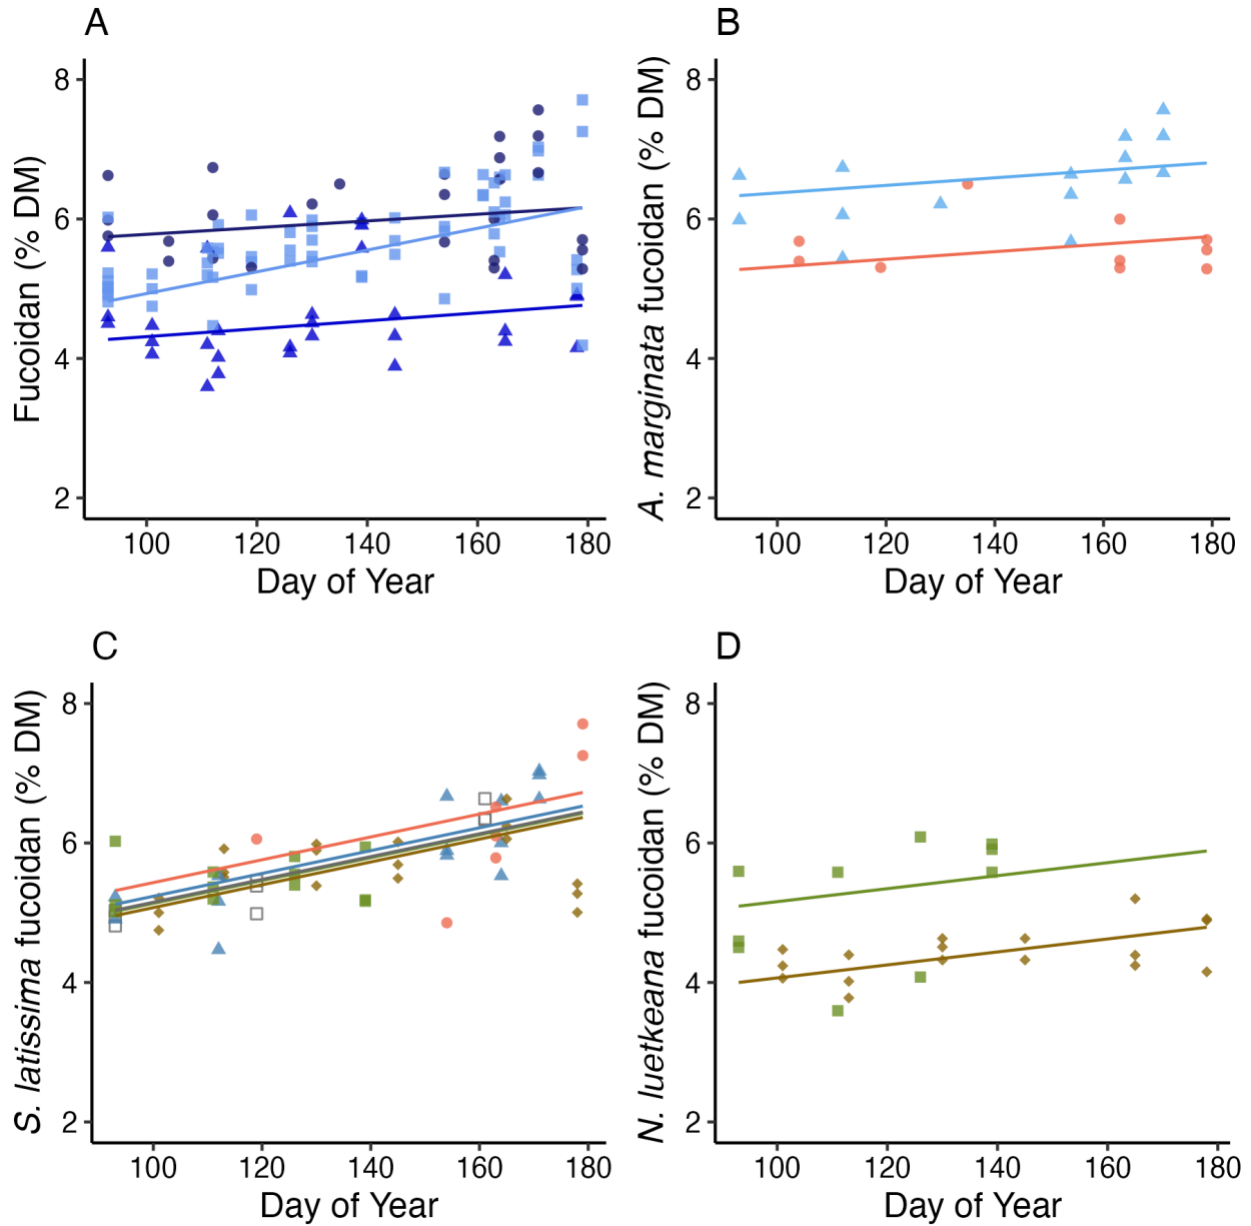 A
Fucoidan (% DM)
8
6
4
2
100 120 140 160 180
Day of Year
B
A. marginata fucoidan (% DM)
8
6
4
2
100 120 140 160 180
Day of Year
C
S. latissima fucoidan (% DM)
8
6
4
2
100 120 140 160 180
Day of Year
D
N. luetkeana fucoidan (% DM)
8
6
4
2
100 120 140 160 180
Day of Year